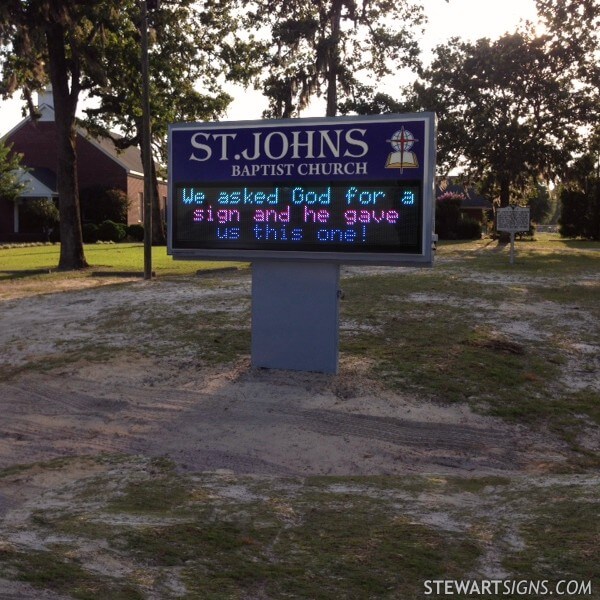 ST. JOHNS
BAPTIST CHURCH
We asked God for a
sign and he gave
us this one!
STEWARTSIGNS.COM